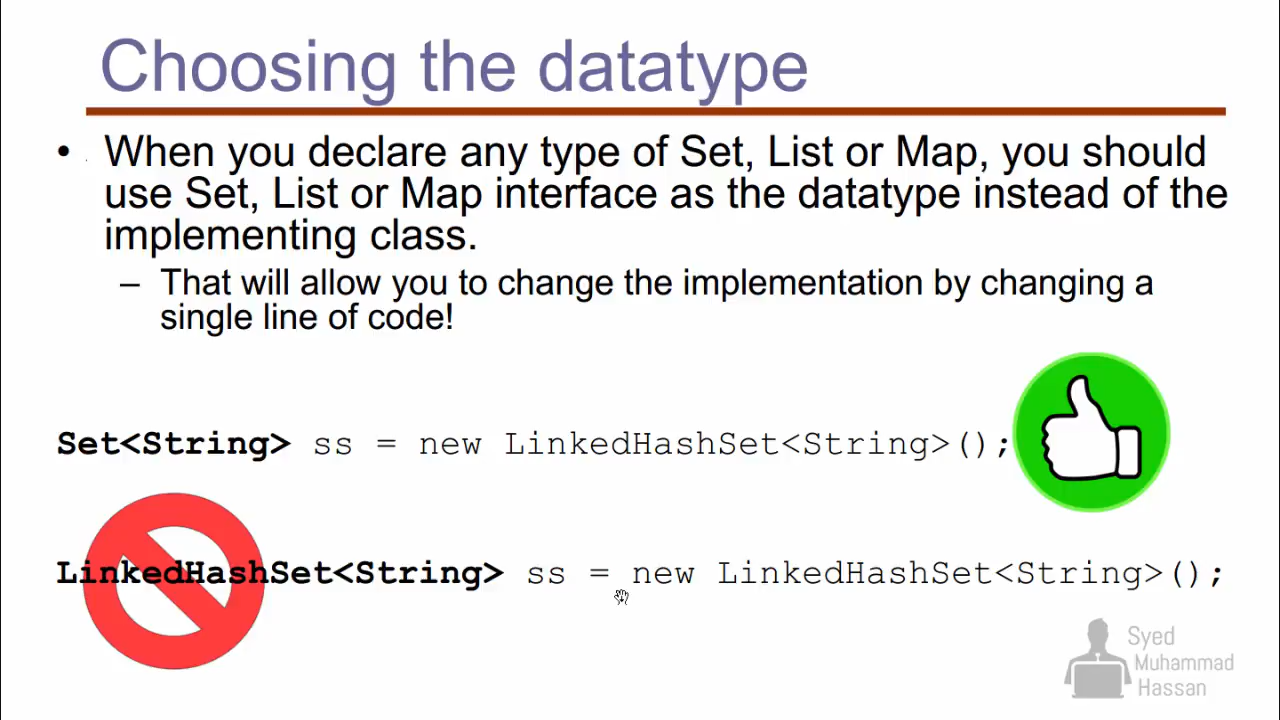 Choosing the datatype
• When you declare any type of Set, List or Map, you should
use Set, List or Map interface as the datatype instead of the
implementing class.
– That will allow you to change the implementation by changing a
single line of code!
Set<String> ss = new LinkedHashSet<String>();
LinkedHashSet<String> ss = new LinkedHashSet<String>();
Syed
Muhammad
Hassan